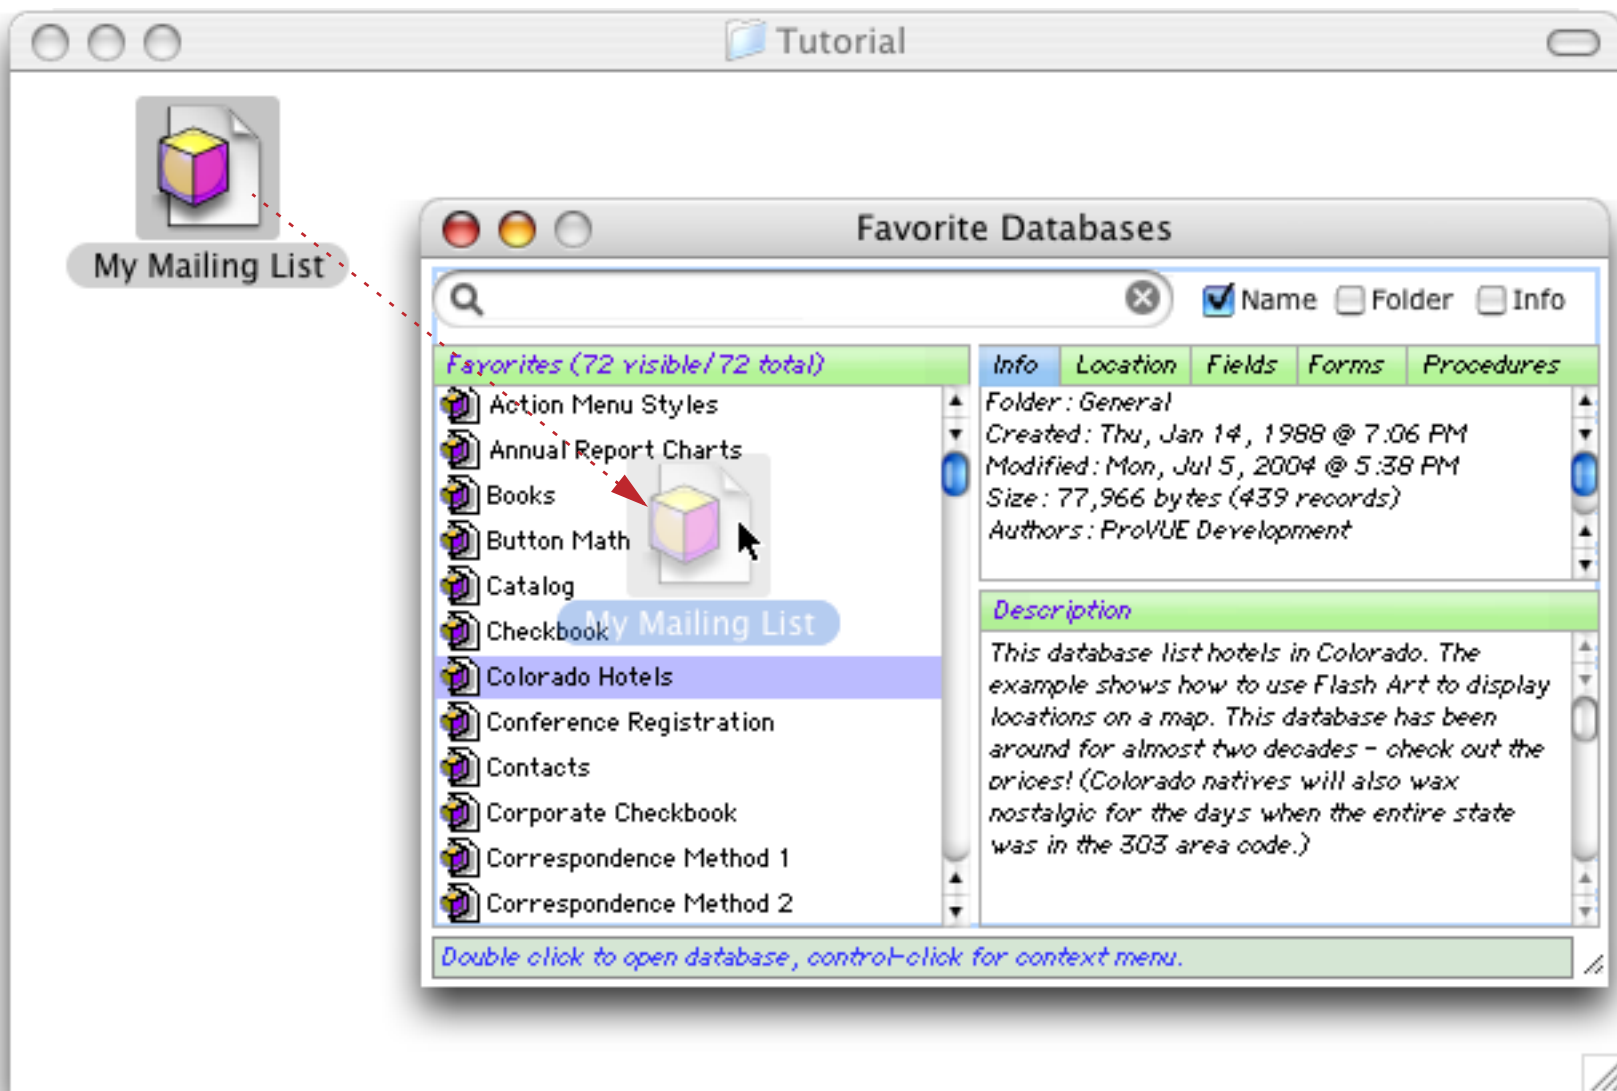 Tutorial
My Mailing List
Favorite Databases
Name Folder Info
Favorites (72 visible/72 total)
Action Menu Styles
Annual Report Charts
Books
Button Math
Catalog
Checkbook
My Mailing List
Colorado Hotels
Conference Registration
Contacts
Corporate Checkbook
Correspondence Method 1
Correspondence Method 2
Info Location Fields Forms Procedures
Folder: General
Created: Thu, Jan 14, 1988 @ 7:06 PM
Modified: Mon, Jul 5, 2004 @ 5:38 PM
Size: 77,966 bytes (439 records)
Authors: ProVUE Development
Description
This database list hotels in Colorado. The
example shows how to use Flash Art to display
locations on a map. This database has been
around for almost two decades - check out the
prices! (Colorado natives will also wax
nostalgic for the days when the entire state
was in the 303 area code.)
Double click to open database, control-click for context menu.